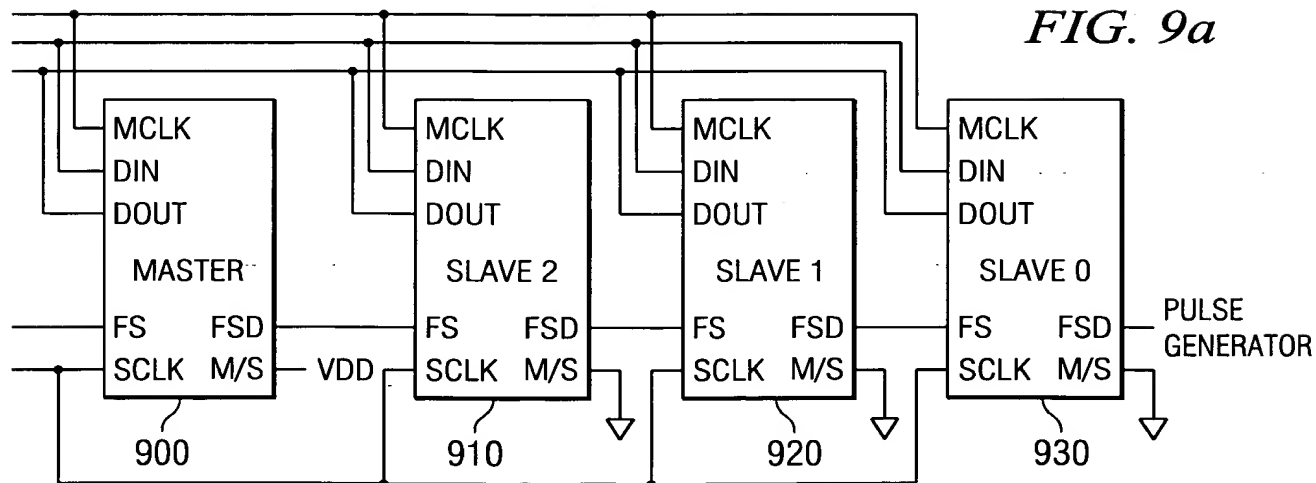 FIG. 9a
MCLK
DIN
DOUT
MASTER
FS FSD
SCLK M/S VDD
900
MCLK
DIN
DOUT
SLAVE 2
FS FSD
SCLK M/S
910
MCLK
DIN
DOUT
SLAVE 1
FS FSD
SCLK M/S
920
MCLK
DIN
DOUT
SLAVE 0
FS FSD
SCLK M/S
930
PULSE
GENERATOR